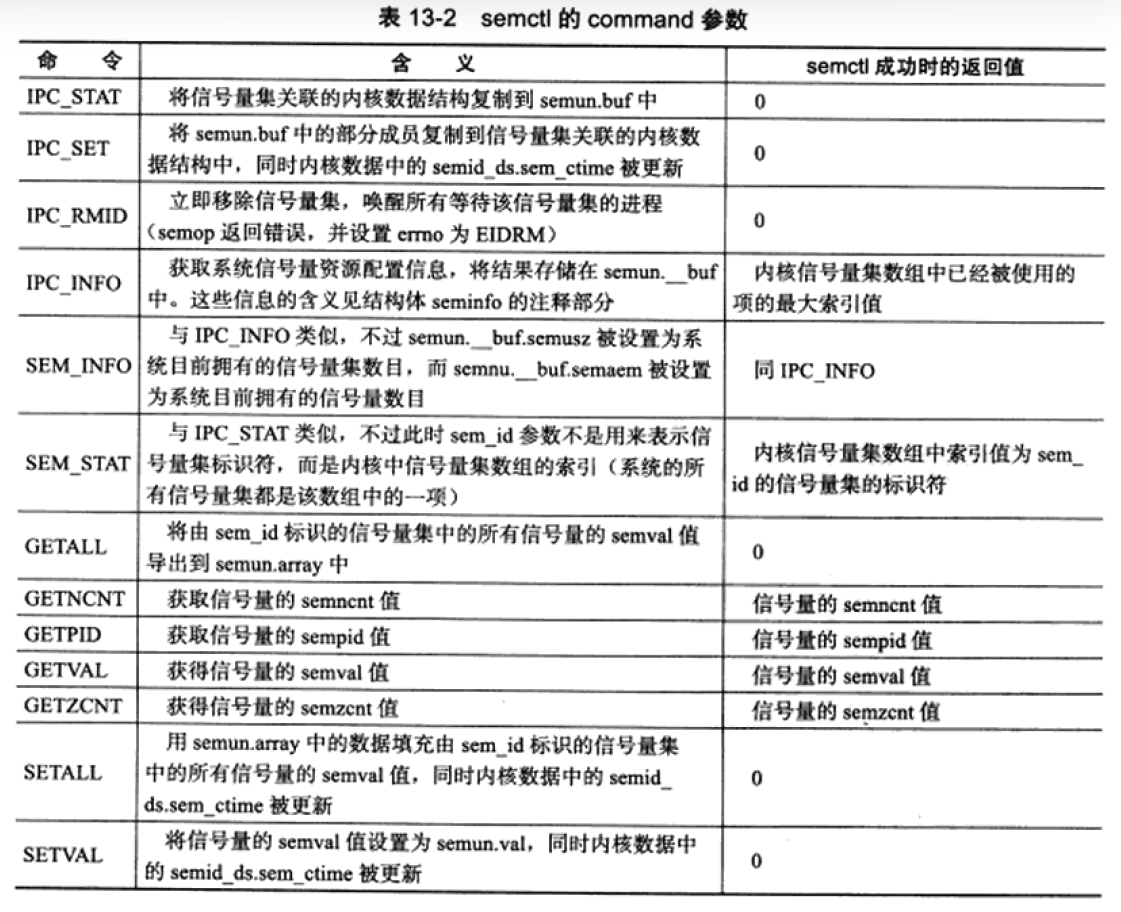 表 13-2 semctl 的 command 参数
命 令 含 义 semctl 成功时的返回值
IPC_STAT 将信号量集关联的内核数据结构复制到 semun.buf 中 0
将 semun.buf 中的部分成员复制到信号量集关联的内核数
IPC_SET 据结构中，同时内核数据中的 semid_ds.sem_ctime 被更新 0
立即移除信号量集，唤醒所有等待该信号量集的进程
IPC_RMID （semop 返回错误，并设置 errno 为 EIDRM） 0
获取系统信号量资源配置信息，将结果存储在 semun.__buf 内核信号量集数组中已经被使用的
IPC_INFO 中。这些信息的含义见结构体 seminfo 的注释部分 项的最大索引值
与 IPC_INFO 类似，不过 semun.__buf.semusz 被设置为系
SEM_INFO 统目前拥有的信号量集数目，而 semnu.__buf.semaem 被设置 同 IPC_INFO
为系统目前拥有的信号量数目
与 IPC_STAT 类似，不过此时 sem_id 参数不是用来表示信 内核信号量集数组中索引值为 sem_
SEM_STAT 号量集标识符，而是内核中信号量集数组的索引（系统的所 id 的信号量集的标识符
有信号量集都是该数组中的一项）
将由 sem_id 标识的信号量集中的所有信号量的 semval 值
GETALL 导出到 semun.array 中 0
GETNCNT 获取信号量的 semncnt 值 信号量的 semncnt 值
GETPID 获取信号量的 sempid 值 信号量的 sempid 值
GETVAL 获得信号量的 semval 值 信号量的 semval 值
GETZCNT 获得信号量的 semzcnt 值 信号量的 semzcnt 值
用 semun.array 中的数据填充由 sem_id 标识的信号量集
SETALL 中的所有信号量的 semval 值，同时内核数据中的 semid_ 0
ds.sem_ctime 被更新
将信号量的 semval 值设置为 semun.val，同时内核数据中
SETVAL 的 semid_ds.sem_ctime 被更新 0